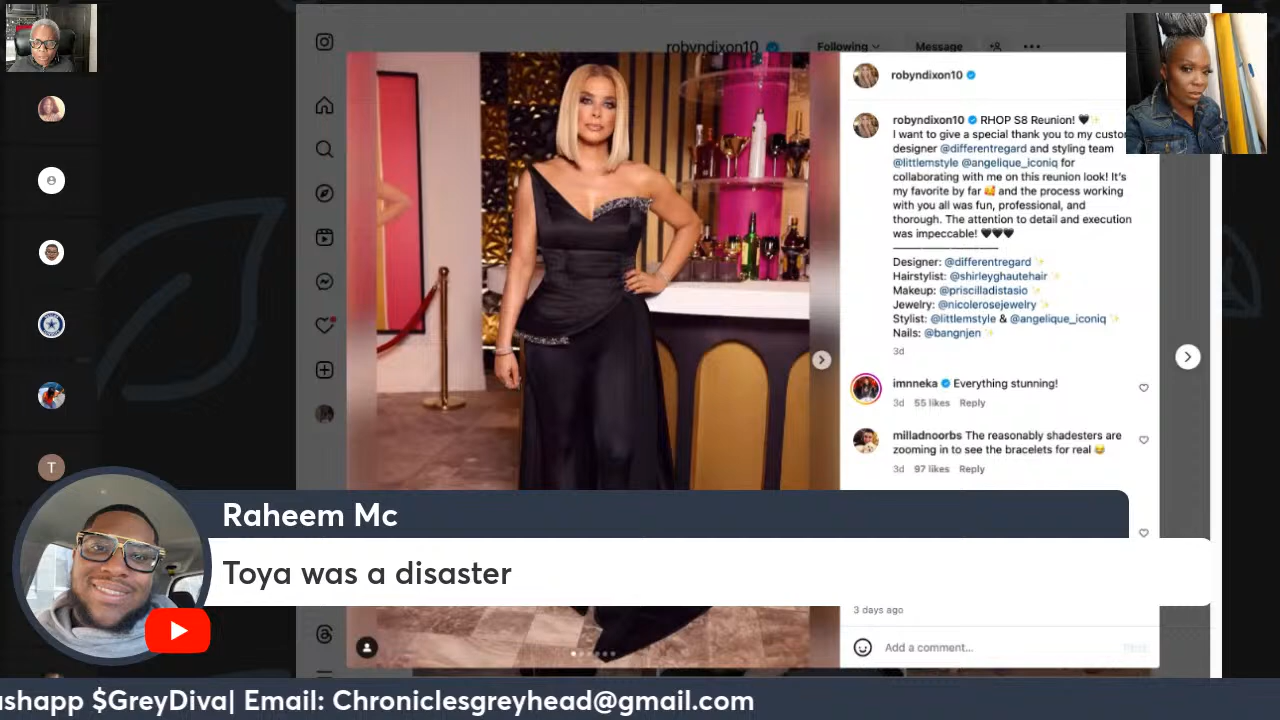 robyndixon10
Following
Message
robyndixon10
robyndixon10 RHOP S8 Reunion! 🖤✨
I want to give a special thank you to my custom
designer @differentregard and styling team
@littlemstyle @angelique_iconiq for
collaborating with me on this reunion look! It's
my favorite by far 🥰 and the process working
with you all was fun, professional, and
thorough. The attention to detail and execution
was impeccable! 🖤🖤🖤
Designer: @differentregard ✨
Hairstylist: @shirleyghautehair ✨
Makeup: @priscilladistasio ✨
Jewelry: @nicolerosejewelry ✨
Stylist: @littlemstyle & @angelique_iconiq ✨
Nails: @bangnjen ✨
3d
imnneka Everything stunning!
3d 55 likes Reply
milladnoorbs The reasonably shadesters are
zooming in to see the bracelets for real 😂
3d 97 likes Reply
T
Raheem Mc
Toya was a disaster
3 days ago
Add a comment...
Post
ashapp $GreyDiva| Email: Chroniclesgreyhead@gmail.com